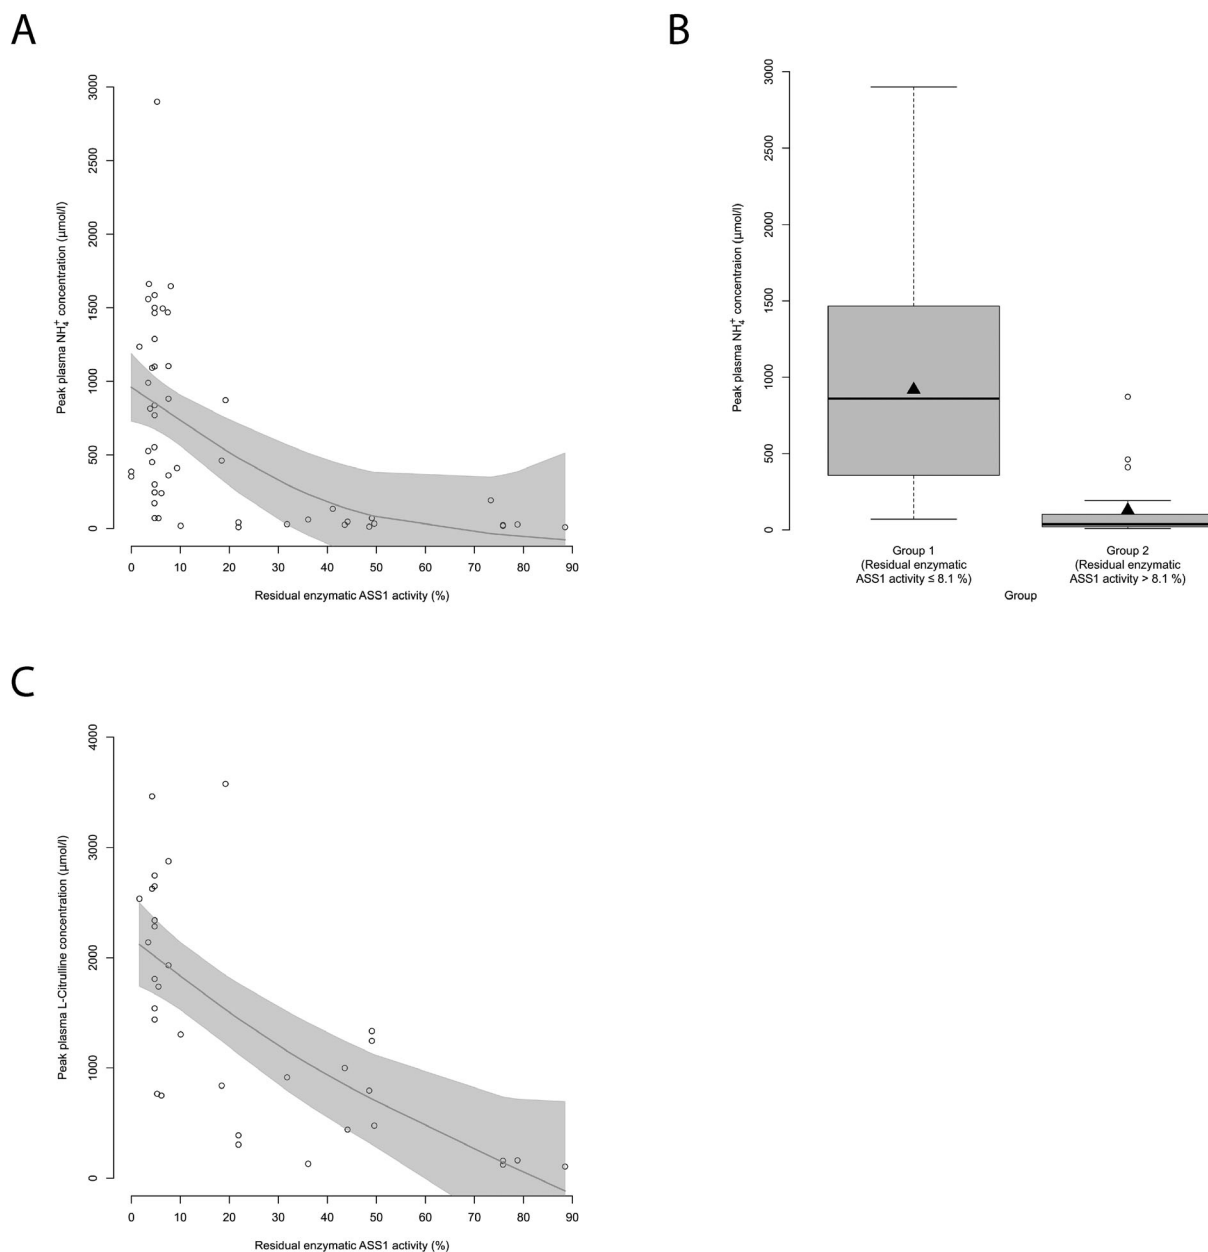 A
3000
2500
2000
1500
1000
500
0
Peak plasma NH₄⁺ concentration (μmol/l)
0 10 20 30 40 50 60 70 80 90
Residual enzymatic ASS1 activity (%)
B
3000
2500
2000
1500
1000
500
0
Peak plasma NH₄⁺ concentraion (μmol/l)
Group 1
(Residual enzymatic
ASS1 activity ≤ 8.1 %)
Group 2
(Residual enzymatic
ASS1 activity > 8.1 %)
Group
C
4000
3000
2000
1000
0
Peak plasma L-Citrulline concentration (μmol/l)
0 10 20 30 40 50 60 70 80 90
Residual enzymatic ASS1 activity (%)